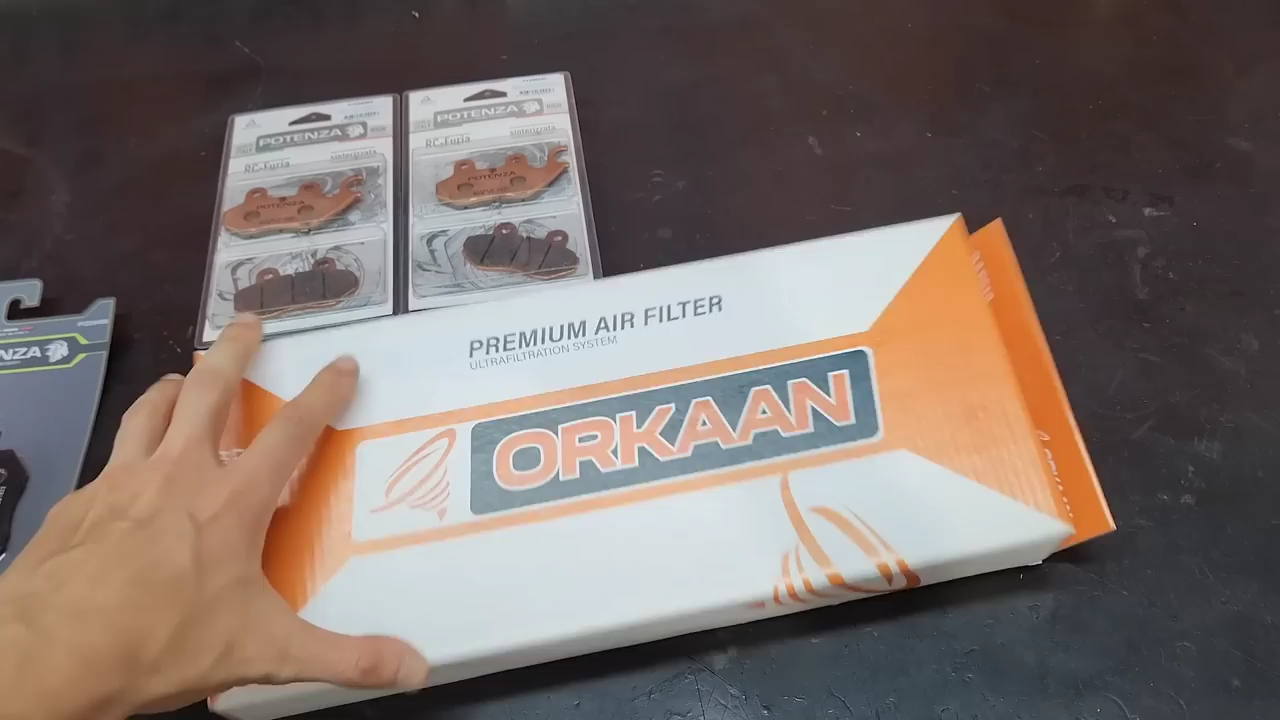 POTENZA
RC-Furia
sinterizzata
POTENZA
POTENZA
RC-Furia
sinterizzata
POTENZA
NZA
PREMIUM AIR FILTER
ULTRAFILTRATION SYSTEM
ORKAAN